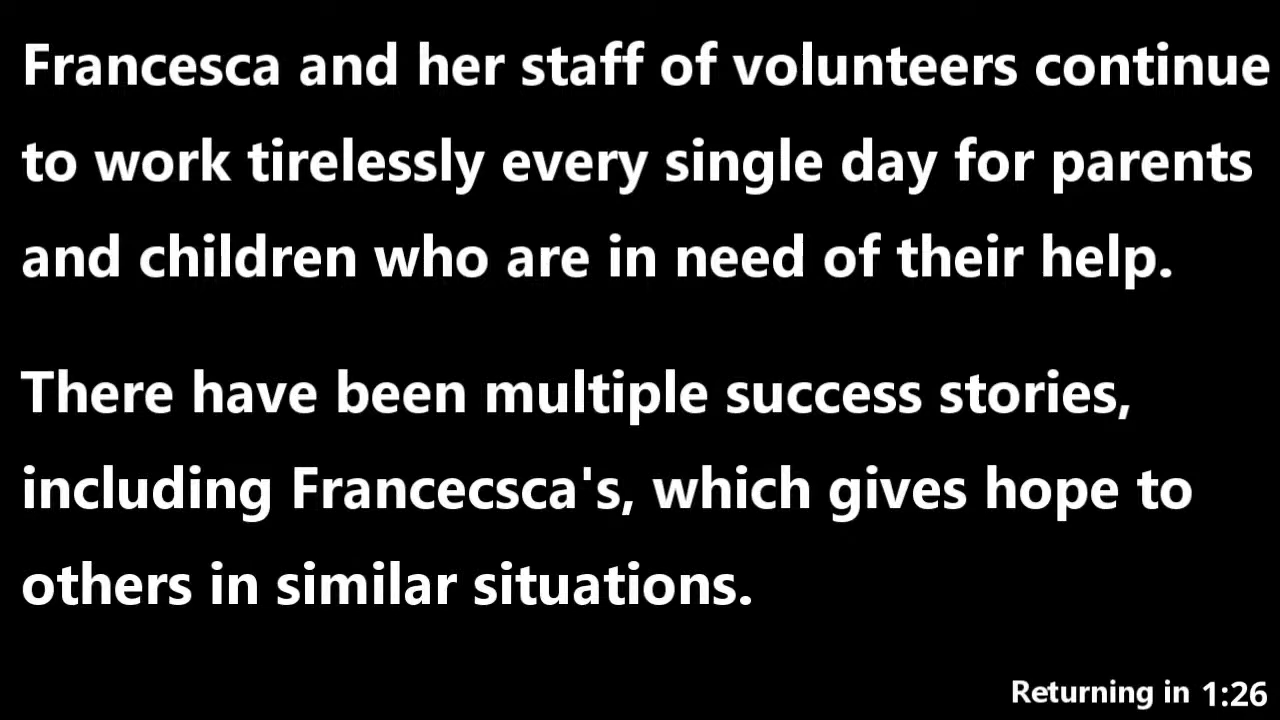 Francesca and her staff of volunteers continue
to work tirelessly every single day for parents
and children who are in need of their help.
There have been multiple success stories,
including Francecsca's, which gives hope to
others in similar situations.
Returning in 1:26